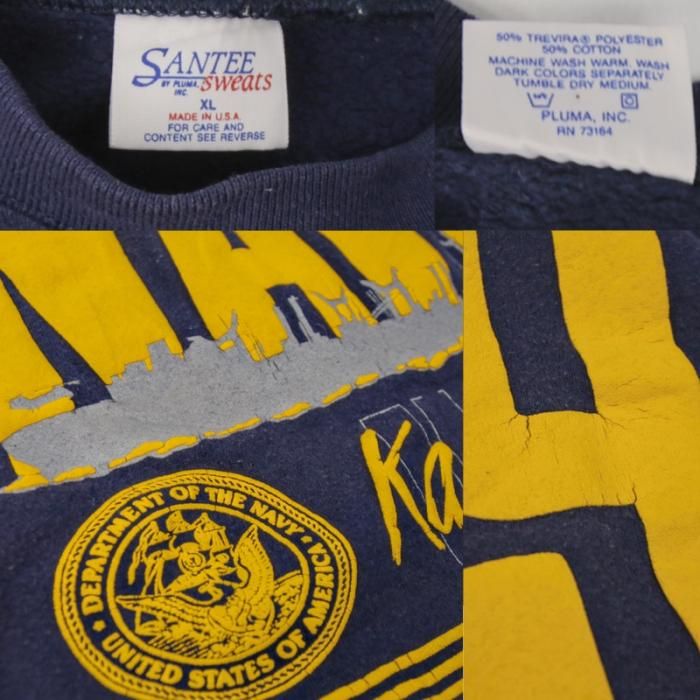 SANTEE
BY PLUMA, INC. sweats
XL
MADE IN U.S.A.
FOR CARE AND
CONTENT SEE REVERSE
50% TREVIRA® POLYESTER
50% COTTON
MACHINE WASH WARM. WASH
DARK COLORS SEPARATELY
TUMBLE DRY MEDIUM.
PLUMA, INC.
RN 73164
NAV
Ka
DEPARTMENT OF THE NAVY
UNITED STATES OF AMERICA